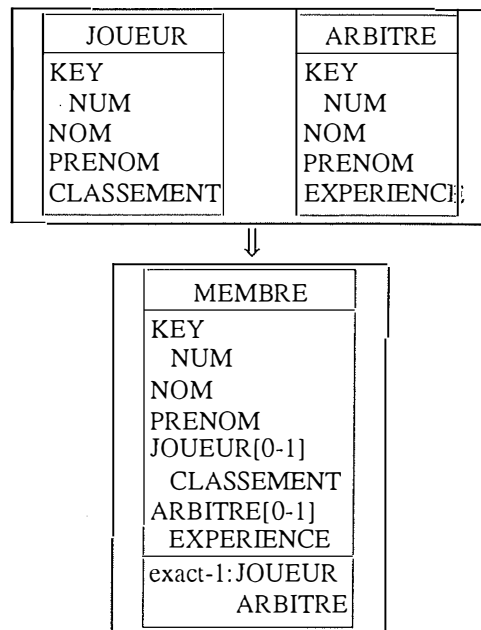 JOUEUR
KEY
NUM
NOM
PRENOM
CLASSEMENT
ARBITRE
KEY
NUM
NOM
PRENOM
EXPERIENCE
⇓
MEMBRE
KEY
NUM
NOM
PRENOM
JOUEUR[0-1]
CLASSEMENT
ARBITRE[0-1]
EXPERIENCE
exact-1:JOUEUR
ARBITRE